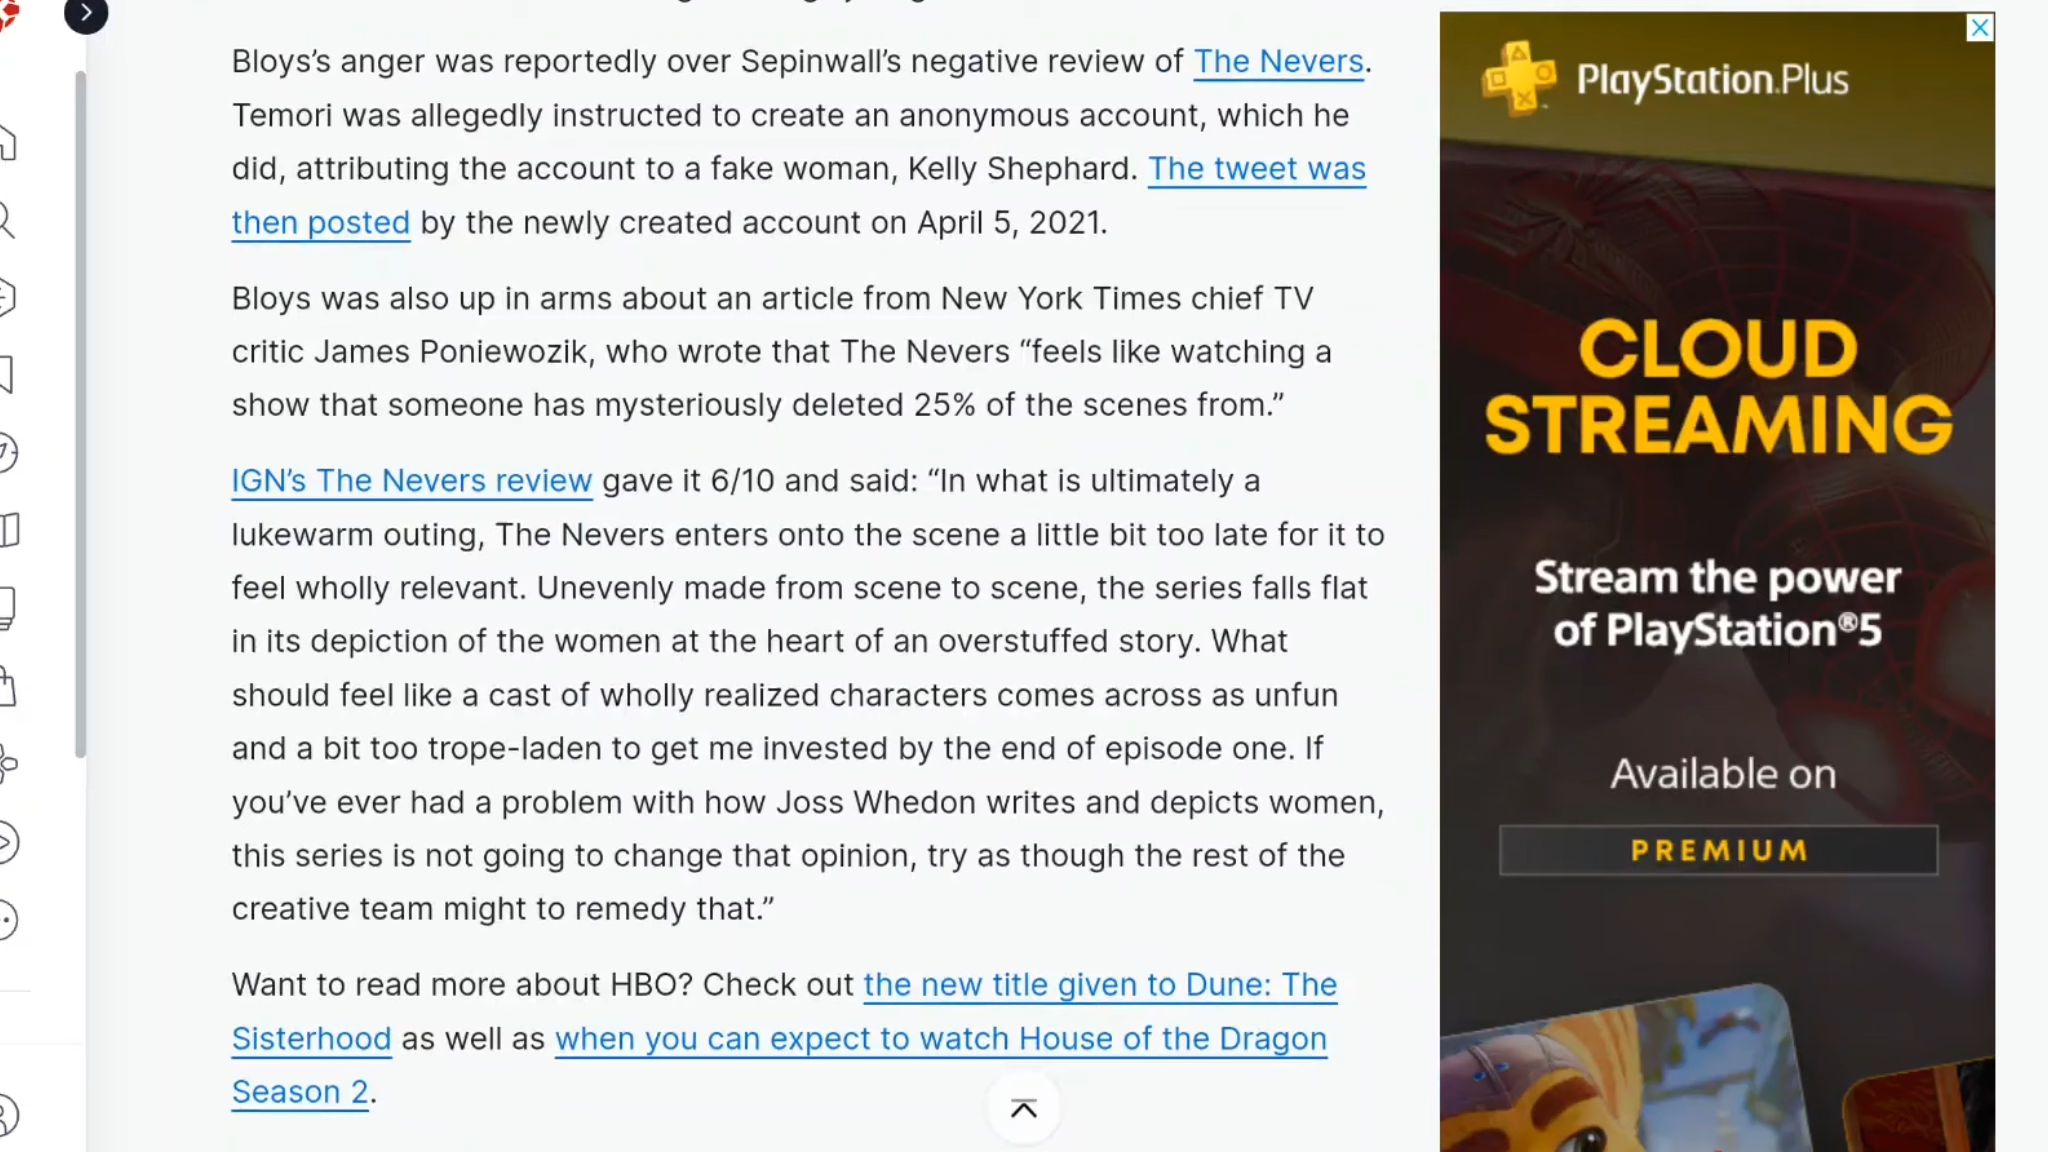 Bloys’s anger was reportedly over Sepinwall’s negative review of The Nevers.
Temori was allegedly instructed to create an anonymous account, which he
did, attributing the account to a fake woman, Kelly Shephard. The tweet was
then posted by the newly created account on April 5, 2021.
Bloys was also up in arms about an article from New York Times chief TV
critic James Poniewozik, who wrote that The Nevers “feels like watching a
show that someone has mysteriously deleted 25% of the scenes from.”
IGN’s The Nevers review gave it 6/10 and said: “In what is ultimately a
lukewarm outing, The Nevers enters onto the scene a little bit too late for it to
feel wholly relevant. Unevenly made from scene to scene, the series falls flat
in its depiction of the women at the heart of an overstuffed story. What
should feel like a cast of wholly realized characters comes across as unfun
and a bit too trope-laden to get me invested by the end of episode one. If
you’ve ever had a problem with how Joss Whedon writes and depicts women,
this series is not going to change that opinion, try as though the rest of the
creative team might to remedy that.”
Want to read more about HBO? Check out the new title given to Dune: The
Sisterhood as well as when you can expect to watch House of the Dragon
Season 2.
PlayStation.Plus
CLOUD
STREAMING
Stream the power
of PlayStation®5
Available on
PREMIUM